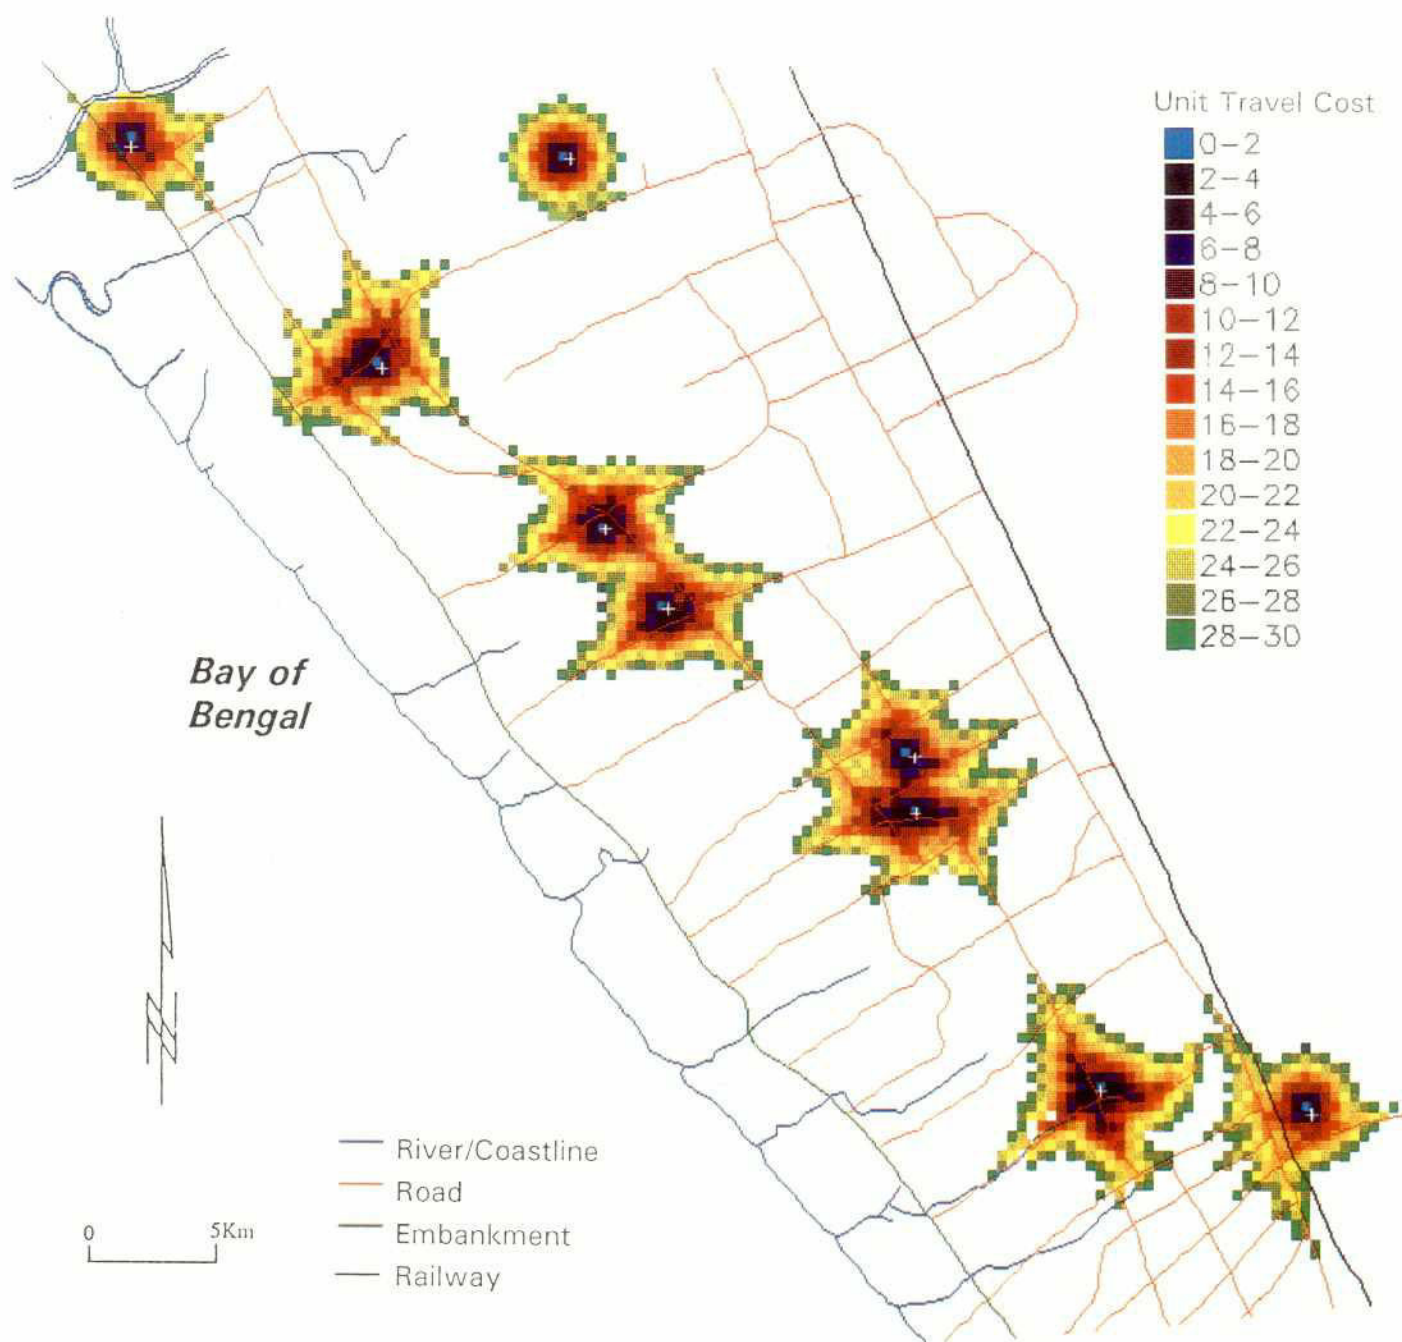 Unit Travel Cost
0-2
2-4
4-6
6-8
8-10
10-12
12-14
14-16
16-18
18-20
20-22
22-24
24-26
26-28
28-30
Bay of
Bengal
River/Coastline
Road
Embankment
Railway
0 5Km